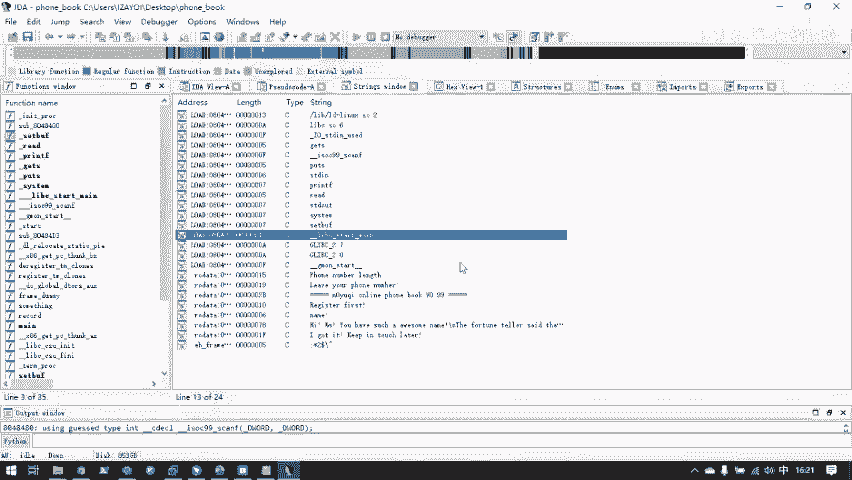 IDA - phone_book C:\Users\IZAYOI\Desktop\phone_book
File Edit Jump Search View Debugger Options Windows Help
No debugger
Library function Regular function Instruction Data Unexplored External symbol
Functions window
IDA View-A Pseudocode-A Strings window Hex View-1 Structures Enums Imports Exports
Function name
_init_proc
_setbuf
_read
_printf
_gets
_puts
_system
___libc_start_main
___isoc99_scanf
__gmon_start__
_start
_dl_relocate_static_pie
__x86_get_pc_thunk_bx
deregister_tm_clones
register_tm_clones
__do_global_dtors_aux
frame_dummy
something
record
main
__x86_get_pc_thunk_ax
__libc_csu_init
__libc_csu_fini
_term_proc
setbuf
Line 3 of 35
Address Length Type String
LOAD:0804⋯ 00000013 C /lib/ld-linux.so.2
LOAD:0804⋯ 0000000A C libc.so.6
LOAD:0804⋯ 0000000F C _IO_stdin_used
LOAD:0804⋯ 00000005 C gets
LOAD:0804⋯ 0000000F C __isoc99_scanf
LOAD:0804⋯ 00000005 C puts
LOAD:0804⋯ 00000006 C stdin
LOAD:0804⋯ 00000007 C printf
LOAD:0804⋯ 00000005 C read
LOAD:0804⋯ 00000007 C stdout
LOAD:0804⋯ 00000007 C system
LOAD:0804⋯ 00000007 C setbuf
LOAD:0804⋯ 0000000A C GLIBC_2.7
LOAD:0804⋯ 0000000A C GLIBC_2.0
LOAD:0804⋯ 0000000F C __gmon_start__
.rodata:0⋯ 00000015 C Phone number length
.rodata:0⋯ 00000019 C Leave your phone number
.rodata:0⋯ 0000002B C ===== m0yuqi online phone book V0.99 =====
.rodata:0⋯ 00000010 C Register first!
.rodata:0⋯ 00000006 C name
.rodata:0⋯ 00000078 C Hi! %s! You have such a awesome name!\nThe fortune teller said tha⋯
.rodata:0⋯ 0000001F C I got it! Keep in touch later!
.eh_frame⋯ 00000005 C ;*2$\"
Line 13 of 24
Output window
8048480: using guessed type int __cdecl __isoc99_scanf(_DWORD, _DWORD);
Python
AU: idle Down Disk: 853GB
中 16:21